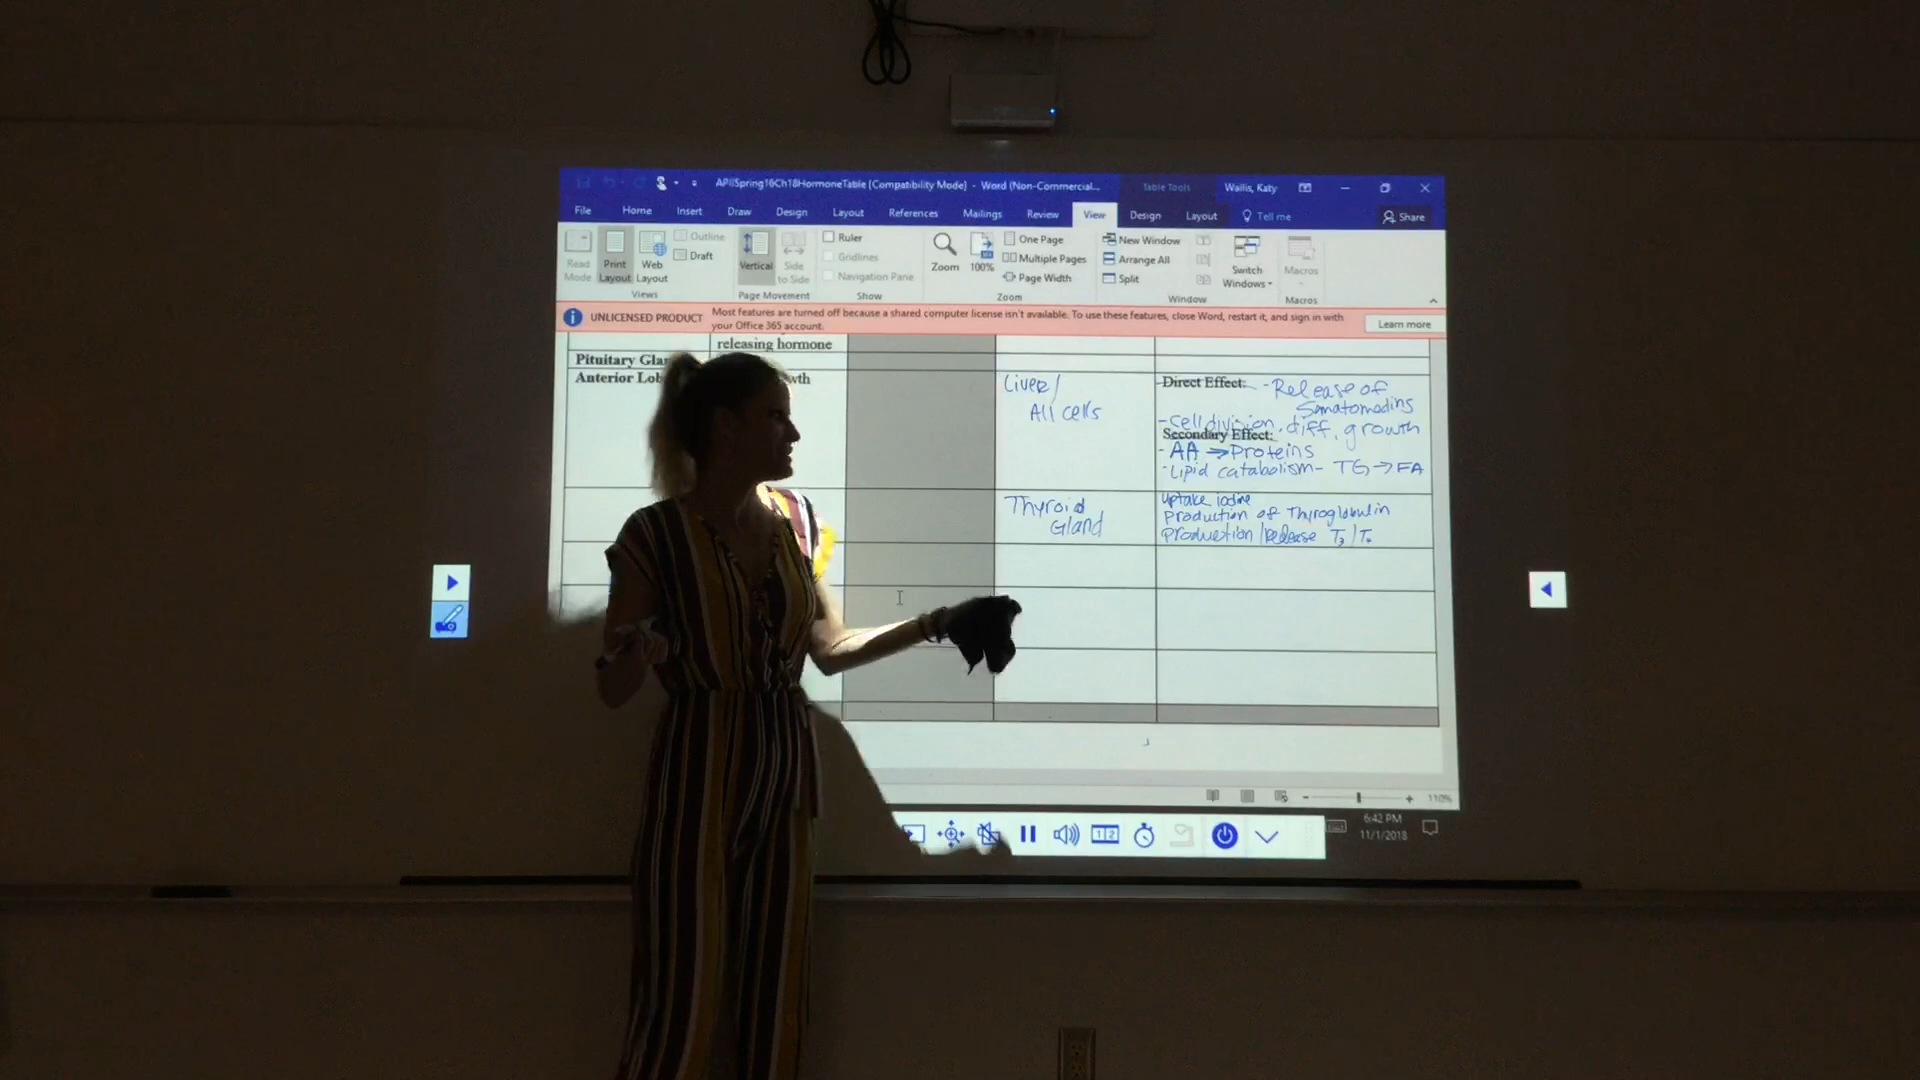 APIISpring16Ch18HormoneTable [Compatibility Mode] - Word (Non-Commercial...
Table Tools
Wallis, Katy
File Home Insert Draw Design Layout References Mailings Review View Design Layout Tell me Share
Read Mode
Print Layout
Web Layout
Outline
Draft
Views
Vertical
Side to Side
Page Movement
Ruler
Gridlines
Navigation Pane
Show
Zoom
100%
One Page
Multiple Pages
Page Width
Zoom
New Window
Arrange All
Split
Switch Windows
Window
Macros
Macros
UNLICENSED PRODUCT
Most features are turned off because a shared computer license isn't available. To use these features, close Word, restart it, and sign in with
your Office 365 account.
Learn more
releasing hormone
Pituitary
Anterior
Liver/
All cells
Direct Effect: - Release of
Somatomedins
- Cell division, diff, growth
Secondary Effect:
- AA → Proteins
- Lipid catabolism - TG → FA
Thyroid
Gland
uptake iodine
Production of Thyroglobulin
production/release T3/T4
110%
1 2
6:42 PM
11/1/2018